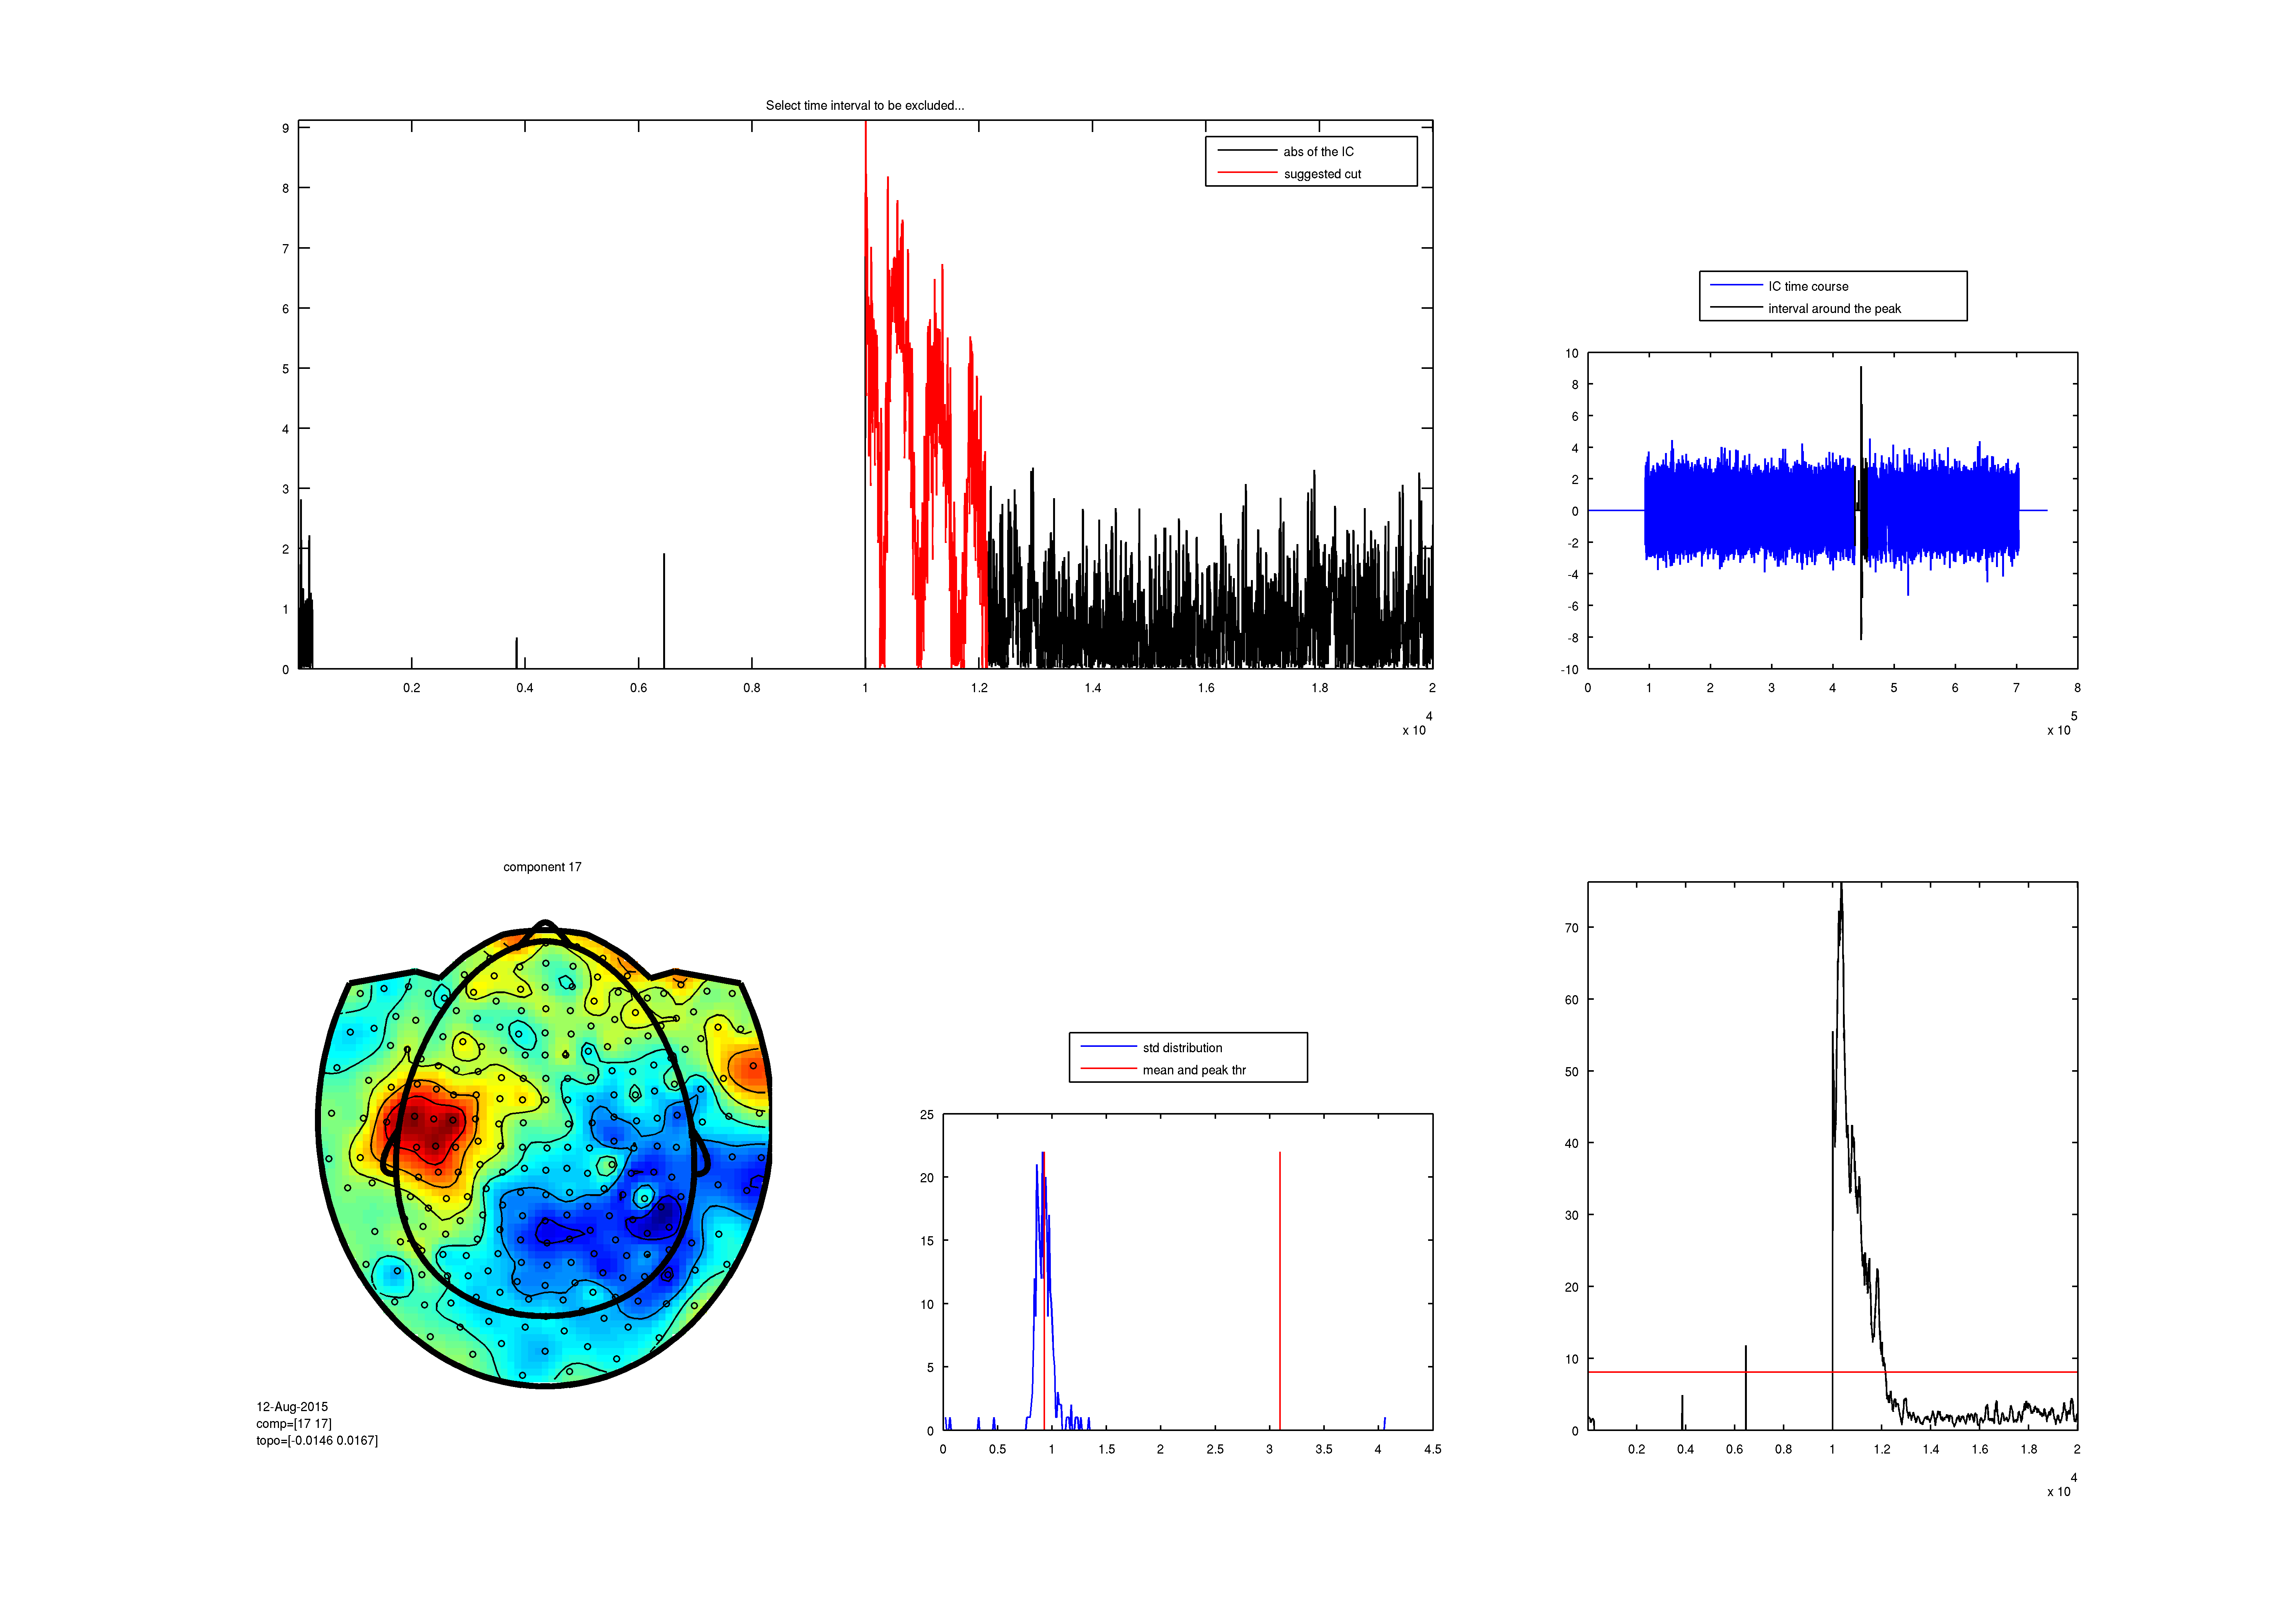 Select time interval to be excluded...
9
8
7
6
5
4
3
2
1
0
abs of the IC
suggested cut
0.2 0.4 0.6 0.8 1 1.2 1.4 1.6 1.8 2
4
x 10
IC time course
interval around the peak
10
8
6
4
2
0
-2
-4
-6
-8
-10
0 1 2 3 4 5 6 7 8
5
x 10
component 17
12-Aug-2015
comp=[17 17]
topo=[-0.0146 0.0167]
std distribution
mean and peak thr
25
20
15
10
5
0
0 0.5 1 1.5 2 2.5 3 3.5 4 4.5
70
60
50
40
30
20
10
0
0.2 0.4 0.6 0.8 1 1.2 1.4 1.6 1.8 2
4
x 10